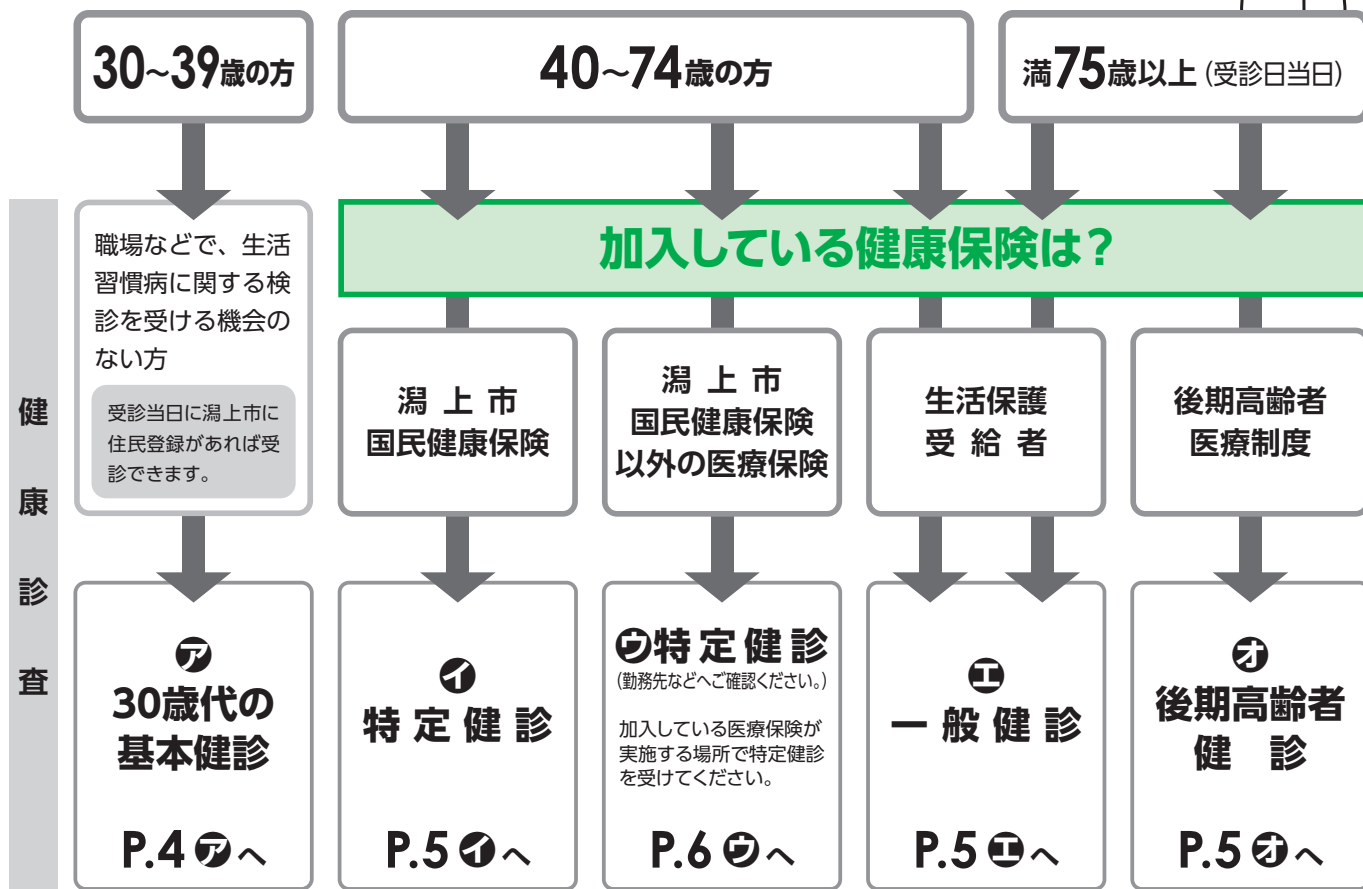 30~39歳の方
40~74歳の方
満75歳以上(受診日当日)
健康診査
職場などで、生活
習慣病に関する検
診を受ける機会の
ない方
受診当日に潟上市に
住民登録があれば受
診できます。
加入している健康保険は？
潟上市
国民健康保険
潟上市
国民健康保険
以外の医療保険
生活保護
受給者
後期高齢者
医療制度
㋐
30歳代の
基本健診
P.4㋐へ
㋑
特定健診
P.5㋑へ
㋒特定健診
(勤務先などへご確認ください。)
加入している医療保険が
実施する場所で特定健診
を受けてください。
P.6㋒へ
㋓
一般健診
P.5㋓へ
㋔
後期高齢者
健診
P.5㋔へ